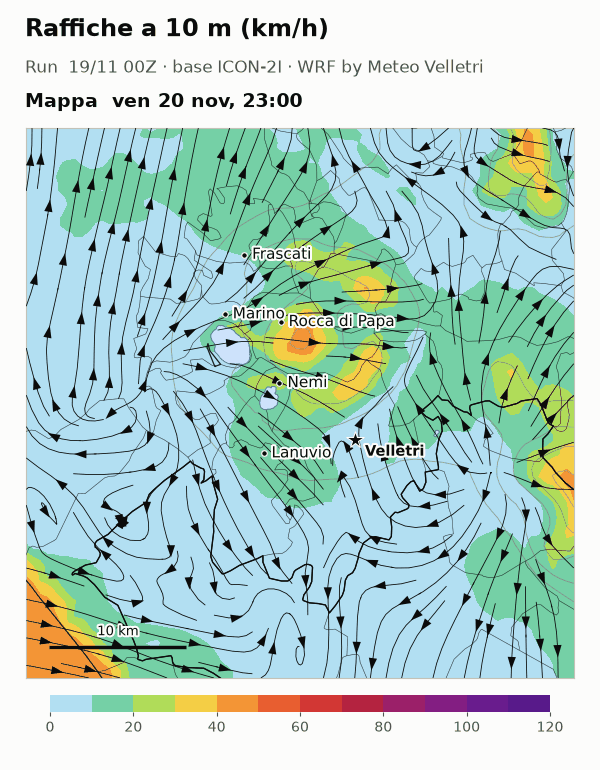 Raffiche a 10 m (km/h)
Run  19/11 00Z · base ICON-2I · WRF by Meteo Velletri
Mappa  ven 20 nov, 23:00
Frascati
Marino
Rocca di Papa
Nemi
Velletri
Lanuvio
10 km
0 20 40 60 80 100 120